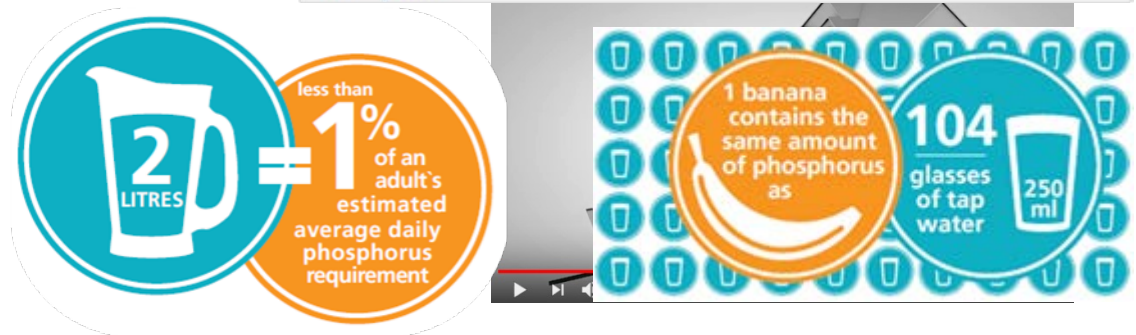 2
LITRES
=
less than
1%
of an
adult`s
estimated
average daily
phosphorus
requirement
1 banana
contains the
same amount
of phosphorus
as
104
glasses
of tap
water
250
ml